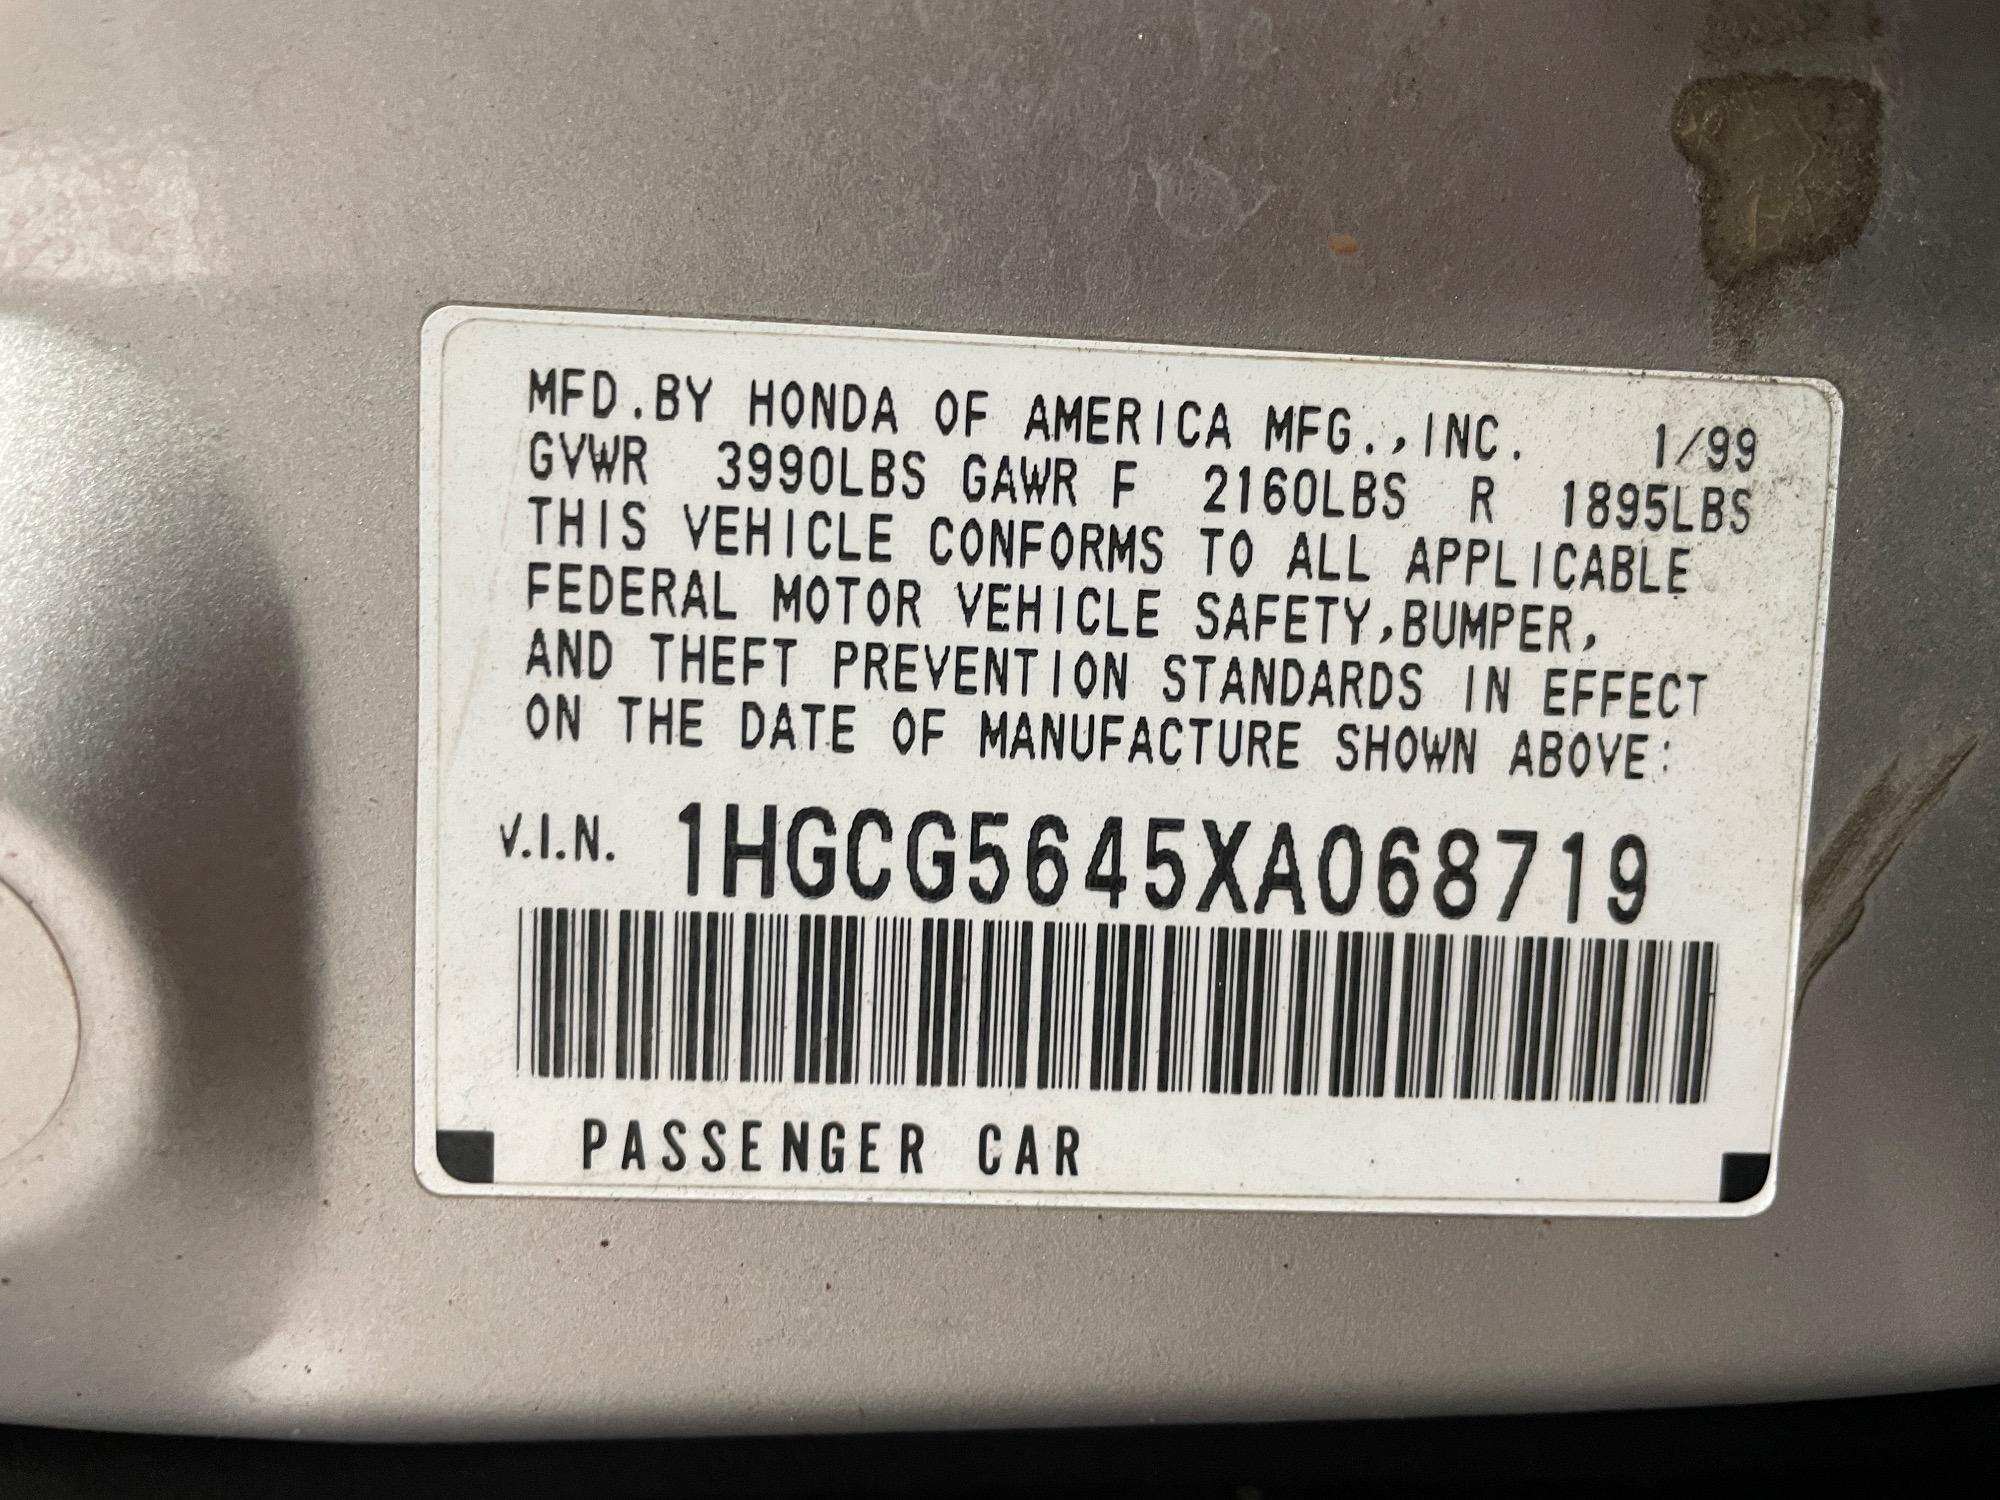 MFD.BY HONDA OF AMERICA MFG.,INC. 1/99
GVWR 3990LBS GAWR F 2160LBS R 1895LBS
THIS VEHICLE CONFORMS TO ALL APPLICABLE
FEDERAL MOTOR VEHICLE SAFETY,BUMPER,
AND THEFT PREVENTION STANDARDS IN EFFECT
ON THE DATE OF MANUFACTURE SHOWN ABOVE:
V.I.N. 1HGCG5645XA068719
PASSENGER CAR